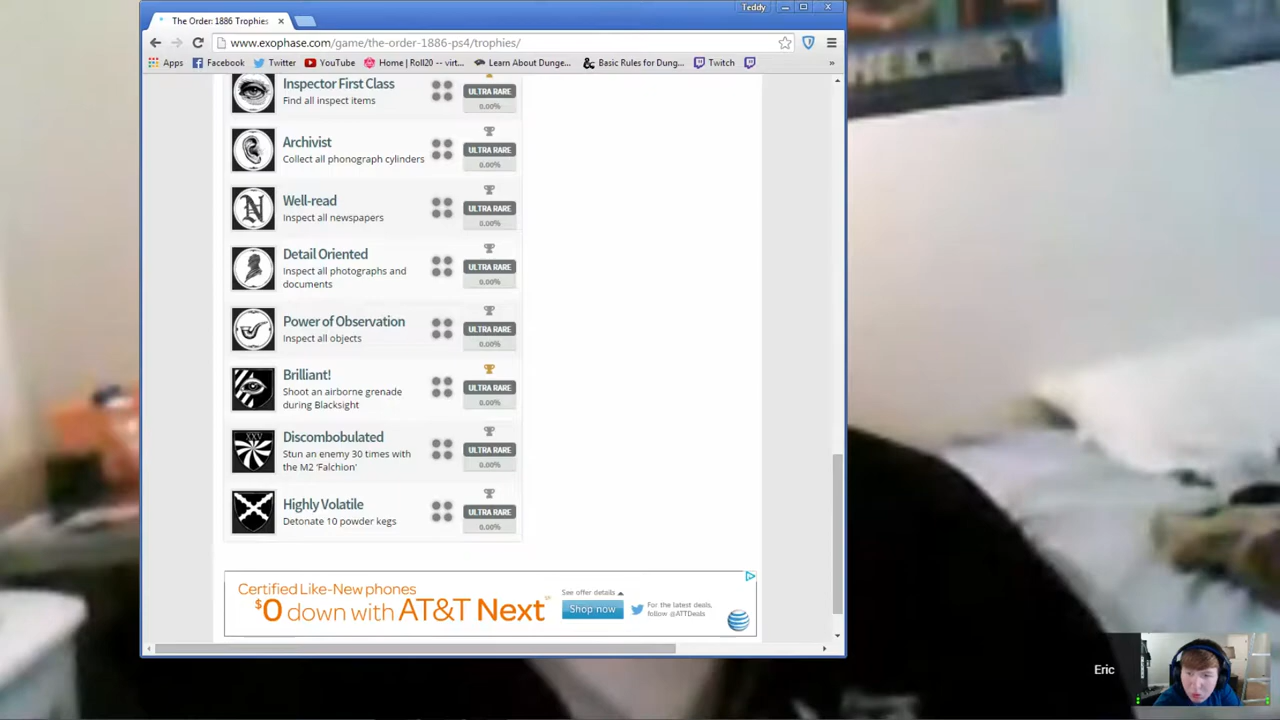 Teddy
The Order: 1886 Trophies
www.exophase.com/game/the-order-1886-ps4/trophies/
Apps Facebook Twitter YouTube Home | Roll20 -- virt... Learn About Dunge... Basic Rules for Dung... Twitch »
Inspector First Class
Find all inspect items
ULTRA RARE
0.00%
Archivist
Collect all phonograph cylinders
ULTRA RARE
0.00%
N
Well-read
Inspect all newspapers
ULTRA RARE
0.00%
Detail Oriented
Inspect all photographs and
documents
ULTRA RARE
0.00%
Power of Observation
Inspect all objects
ULTRA RARE
0.00%
Brilliant!
Shoot an airborne grenade
during Blacksight
ULTRA RARE
0.00%
XXV
Discombobulated
Stun an enemy 30 times with
the M2 'Falchion'
ULTRA RARE
0.00%
Highly Volatile
Detonate 10 powder kegs
ULTRA RARE
0.00%
Certified Like-New phones
$0 down with AT&T Next
See offer details
Shop now
For the latest deals,
follow @ATTDeals
Eric